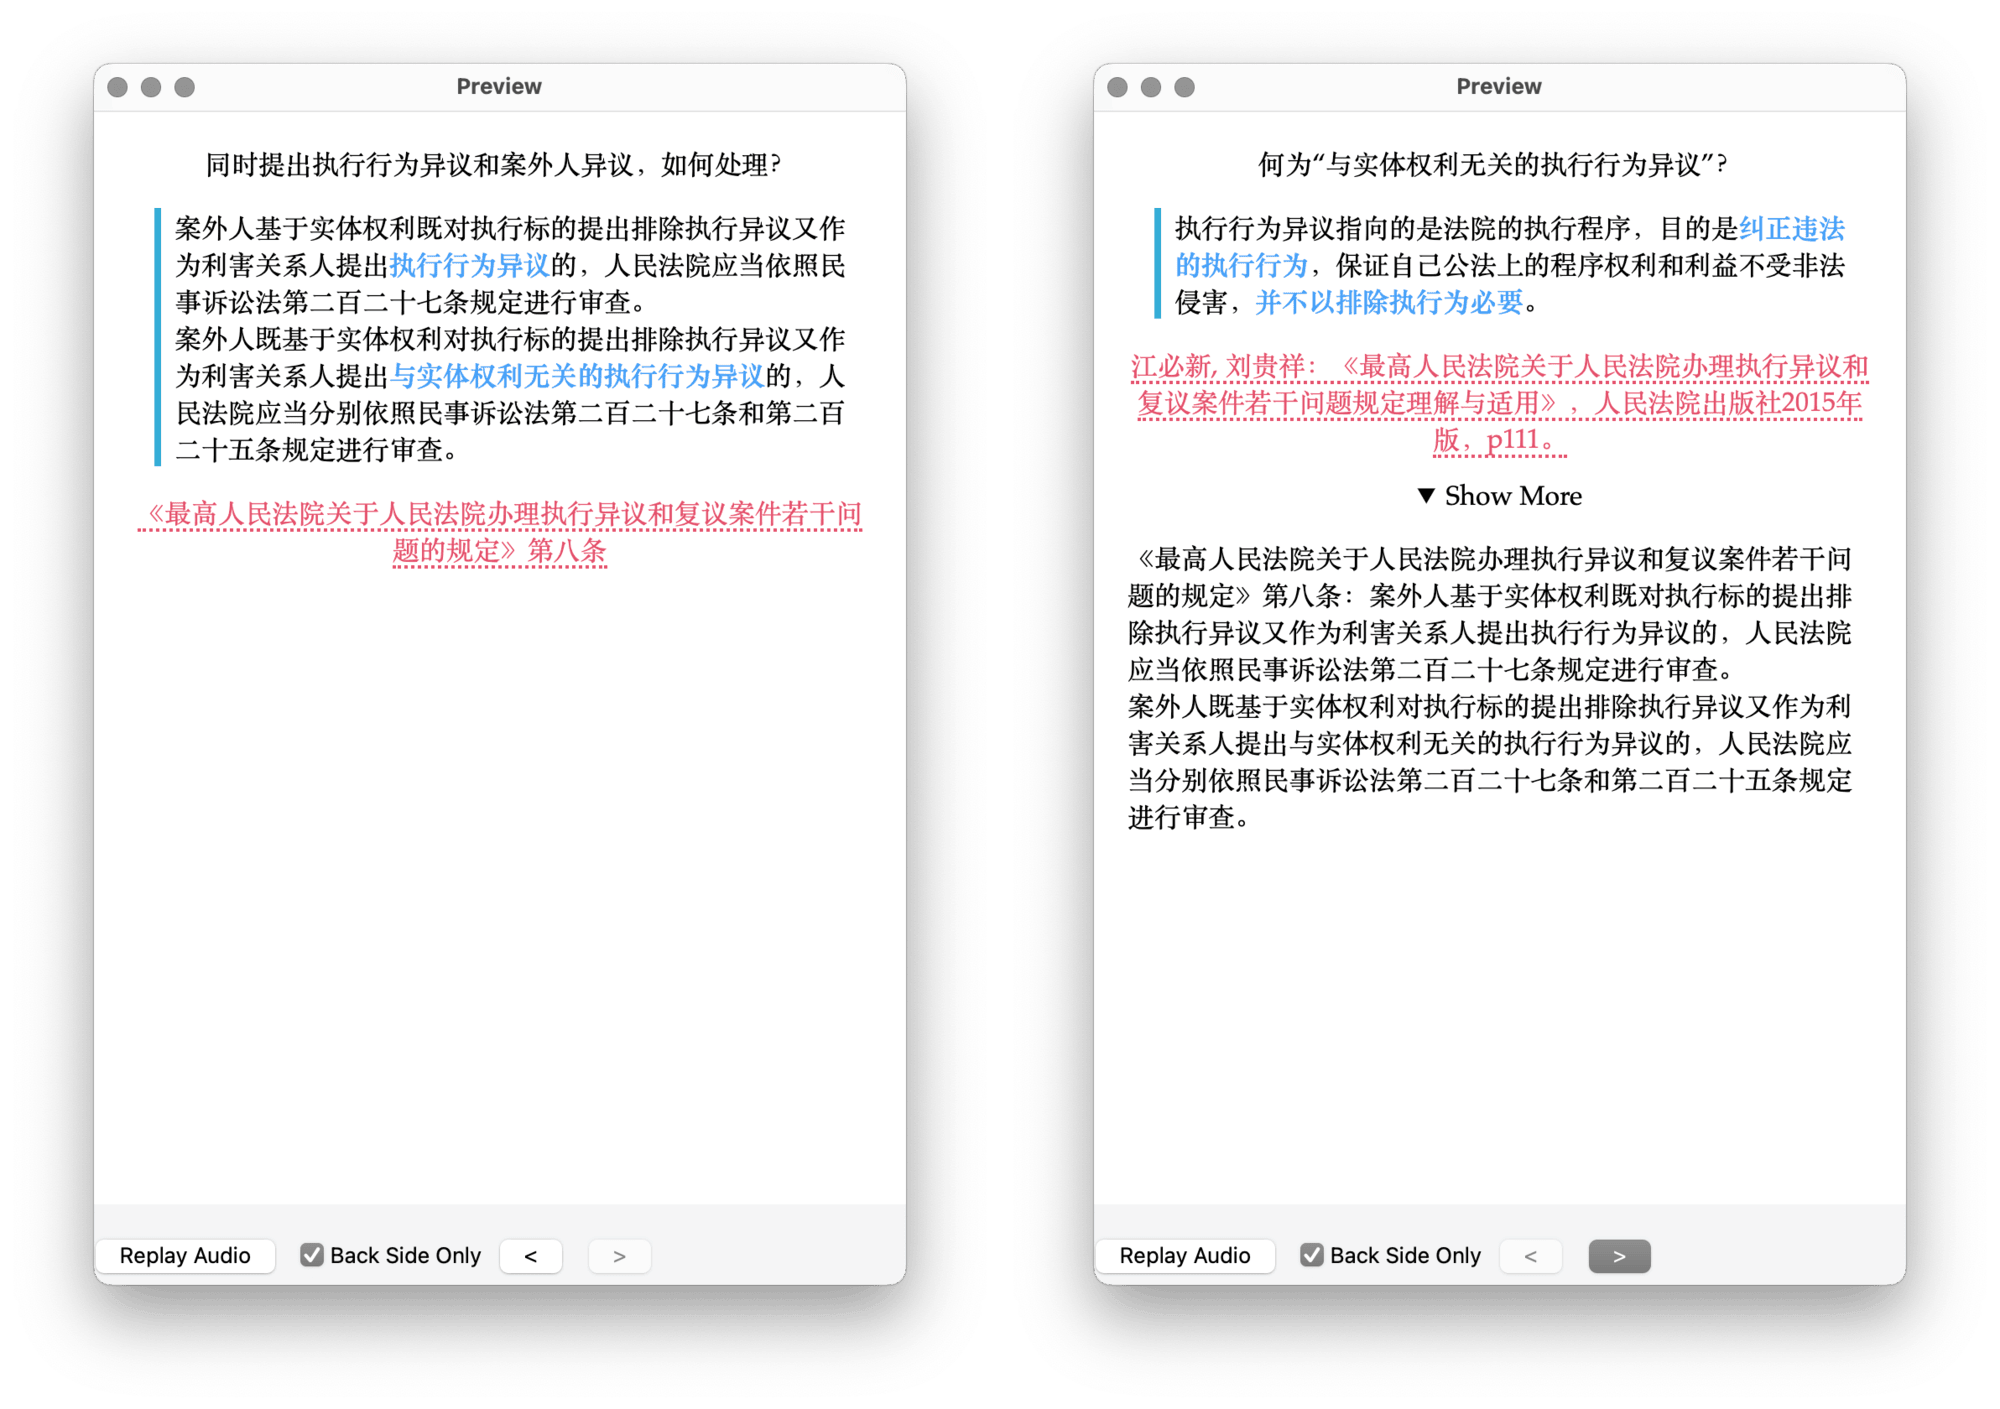 Preview
同时提出执行行为异议和案外人异议，如何处理？
案外人基于实体权利既对执行标的提出排除执行异议又作
为利害关系人提出执行行为异议的，人民法院应当依照民
事诉讼法第二百二十七条规定进行审查。
案外人既基于实体权利对执行标的提出排除执行异议又作
为利害关系人提出与实体权利无关的执行行为异议的，人
民法院应当分别依照民事诉讼法第二百二十七条和第二百
二十五条规定进行审查。
《最高人民法院关于人民法院办理执行异议和复议案件若干问
题的规定》第八条
Replay Audio
Back Side Only
<
>
Preview
何为“与实体权利无关的执行行为异议”？
执行行为异议指向的是法院的执行程序，目的是纠正违法
的执行行为，保证自己公法上的程序权利和利益不受非法
侵害，并不以排除执行为必要。
江必新, 刘贵祥：《最高人民法院关于人民法院办理执行异议和
复议案件若干问题规定理解与适用》，人民法院出版社2015年
版，p111。
▼ Show More
《最高人民法院关于人民法院办理执行异议和复议案件若干问
题的规定》第八条：案外人基于实体权利既对执行标的提出排
除执行异议又作为利害关系人提出执行行为异议的，人民法院
应当依照民事诉讼法第二百二十七条规定进行审查。
案外人既基于实体权利对执行标的提出排除执行异议又作为利
害关系人提出与实体权利无关的执行行为异议的，人民法院应
当分别依照民事诉讼法第二百二十七条和第二百二十五条规定
进行审查。
Replay Audio
Back Side Only
<
>